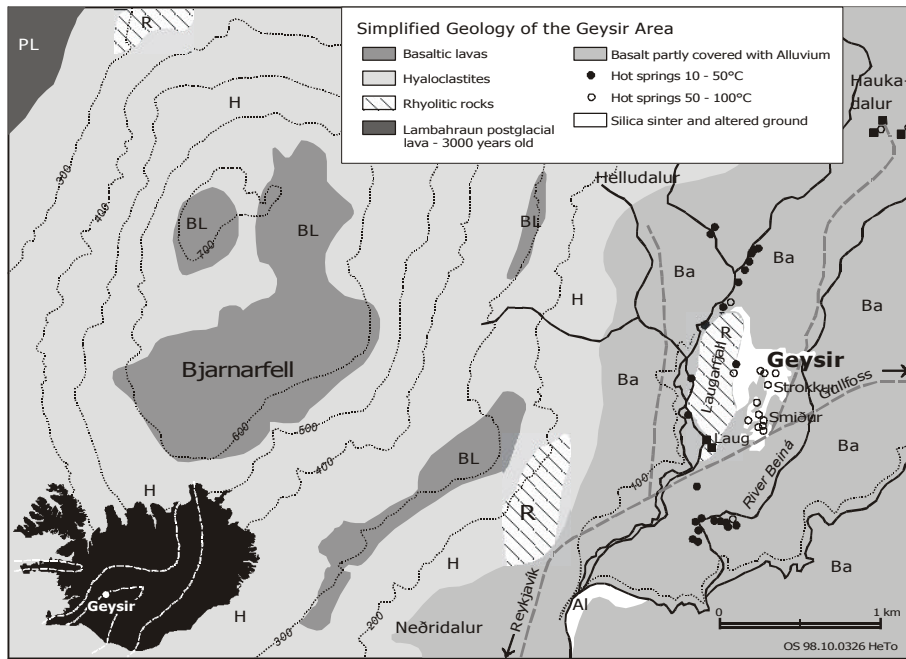 Simplified Geology of the Geysir Area
Basaltic lavas
Hyaloclastites
Rhyolitic rocks
Lambahraun postglacial
lava - 3000 years old
Basalt partly covered with Alluvium
Hot springs 10 - 50°C
Hot springs 50 - 100°C
Silica sinter and altered ground
R
PL
H
Hauka-
dalur
Helludalur
300
400
BL
700
BL
BL
Ba
Ba
Ba
H
R
Laugarfjall
Geysir
Strokkur
Gullfoss
Bjarnarfell
Ba
Smiður
600
500
400
Laug
Ba
BL
100
River Beiná
H
R
Geysir
H
H
300
200
Neðridalur
Reykjavík
Al
Ba
0
1 km
OS 98.10.0326 HeTo